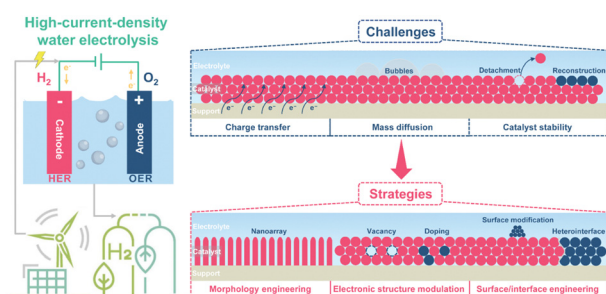 High-current-density
water electrolysis
H₂
O₂
e⁻
e⁻
-
+
Cathode
Anode
HER
OER
H₂
Challenges
Electrolyte
Bubbles
Detachment
Reconstruction
Catalyst
e⁻ e⁻ e⁻ e⁻ e⁻
Support
Charge transfer
Mass diffusion
Catalyst stability
Strategies
Electrolyte
Surface modification
Nanoarray
Vacancy
Doping
Heterointerface
Catalyst
Support
Morphology engineering
Electronic structure modulation
Surface/interface engineering